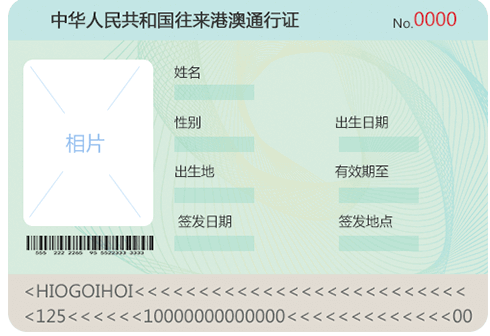 中华人民共和国往来港澳通行证 No.0000
姓名
相片
性别 出生日期
出生地 有效期至
签发日期 签发地点
555 222 2265 95 5522333 3333
<HIOGOIHOI<<<<<<<<<<<<<<<<<<<<<<<<<<
<125<<<<<<10000000000000<<<<<<<<<<<<<00